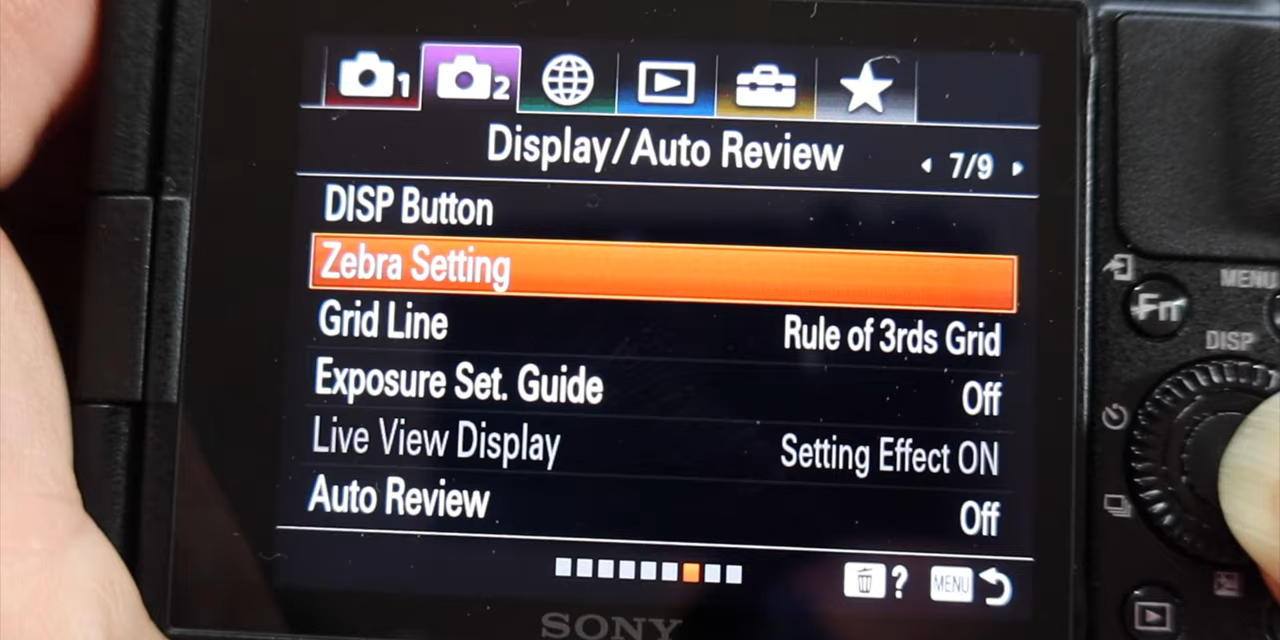 1 2
Display/Auto Review 7/9
DISP Button
Zebra Setting
Grid Line Rule of 3rds Grid
Exposure Set. Guide Off
Live View Display Setting Effect ON
Auto Review Off
? MENU
SONY
Fn MENU
DISP